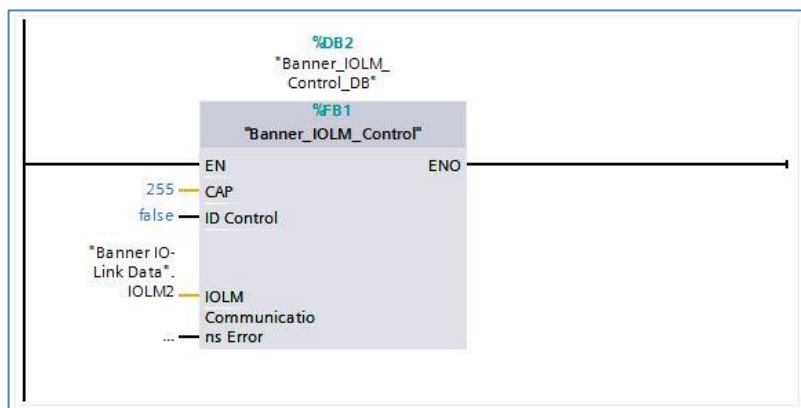 %DB2
"Banner_IOLM_
Control_DB"
%FB1
"Banner_IOLM_Control"
EN ENO
255 CAP
false ID Control
"Banner IO-
Link Data".
IOLM2 IOLM
Communicatio
... ns Error